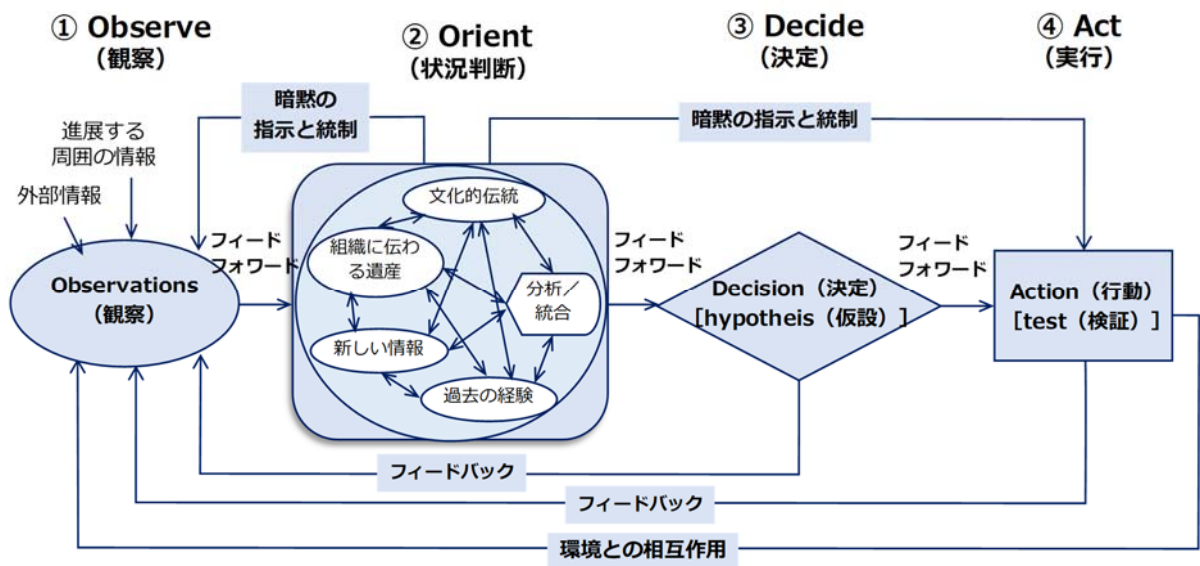 ① Observe
(観察)
② Orient
(状況判断)
③ Decide
(決定)
④ Act
(実行)
暗黙の
指示と統制
暗黙の指示と統制
進展する
周囲の情報
外部情報
フィード
フォワード
Observations
(観察)
文化的伝統
組織に伝わ
る遺産
分析／
統合
新しい情報
過去の経験
フィード
フォワード
Decision（決定）
[hypotheis（仮設）]
フィード
フォワード
Action（行動）
[test（検証）]
フィードバック
フィードバック
環境との相互作用